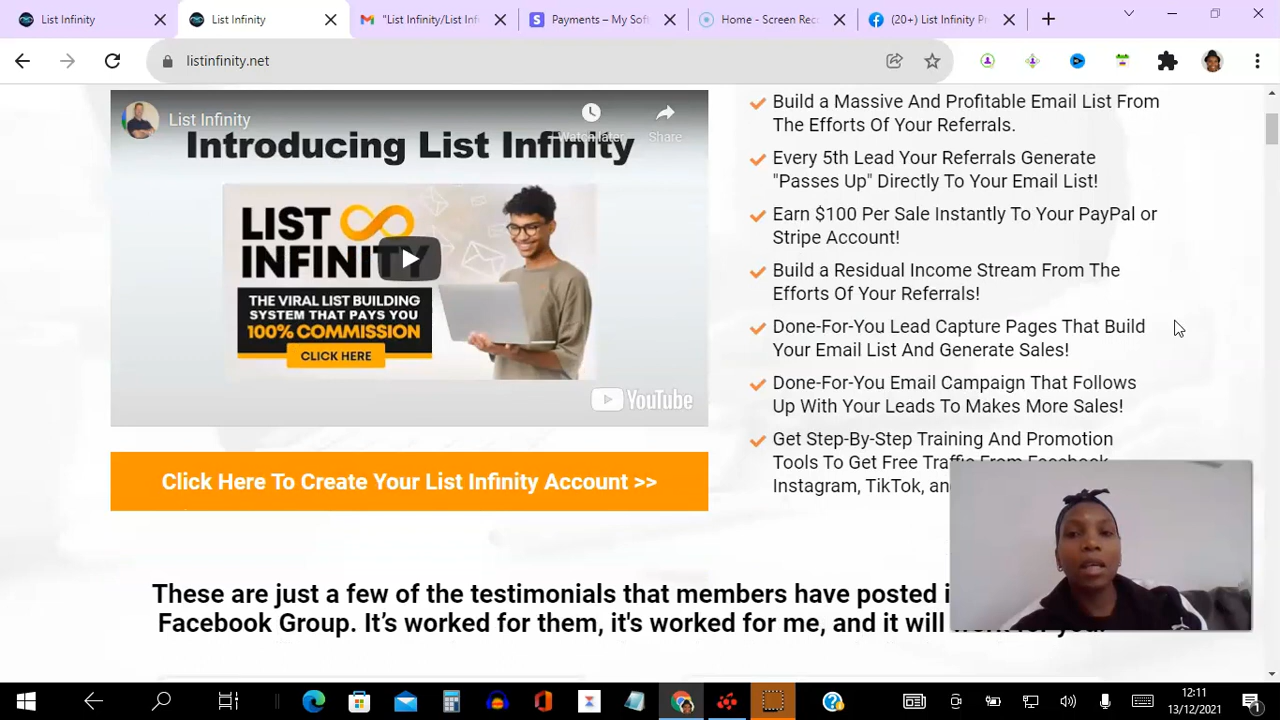 List Infinity
List Infinity
"List Infinity/List Inf
Payments – My Sof
Home - Screen Rec
(20+) List Infinity P
listinfinity.net
List Infinity
Watch later
Share
Introducing List Infinity
LIST
INFINITY
THE VIRAL LIST BUILDING
SYSTEM THAT PAYS YOU
100% COMMISSION
CLICK HERE
YouTube
Click Here To Create Your List Infinity Account >>
Build a Massive And Profitable Email List From
The Efforts Of Your Referrals.
Every 5th Lead Your Referrals Generate
"Passes Up" Directly To Your Email List!
Earn $100 Per Sale Instantly To Your PayPal or
Stripe Account!
Build a Residual Income Stream From The
Efforts Of Your Referrals!
Done-For-You Lead Capture Pages That Build
Your Email List And Generate Sales!
Done-For-You Email Campaign That Follows
Up With Your Leads To Makes More Sales!
Get Step-By-Step Training And Promotion
Tools To Get Free Traffic From Facebook
Instagram, TikTok, an
These are just a few of the testimonials that members have posted i
Facebook Group. It's worked for them, it's worked for me, and it will
12:11
13/12/2021